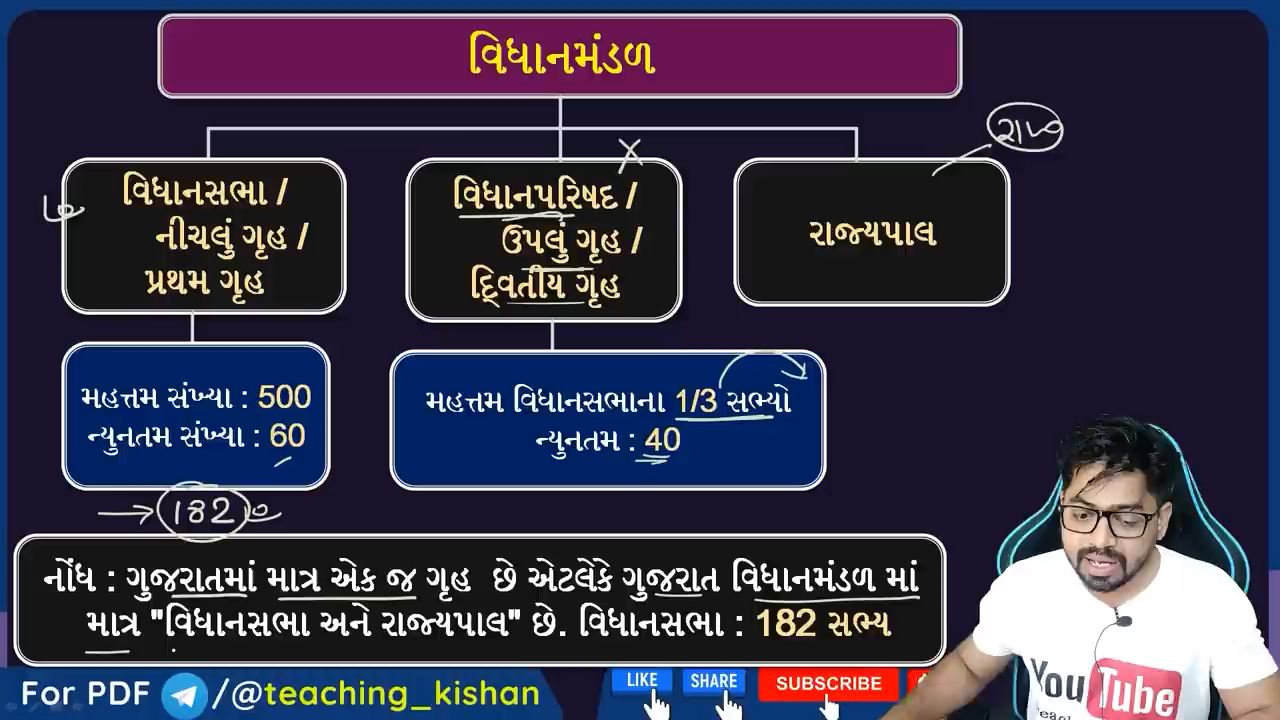 વિધાનમંડળ
વિધાનસભા /
નીચલું ગૃહ /
પ્રથમ ગૃહ
વિધાનપરિષદ /
ઉપલું ગૃહ /
દ્વિતીય ગૃહ
રાજ્યપાલ
મહત્તમ સંખ્યા : 500
ન્યુનતમ સંખ્યા : 60
મહત્તમ વિધાનસભાના 1/3 સભ્યો
ન્યુનતમ : 40
182
નોંધ : ગુજરાતમાં માત્ર એક જ ગૃહ છે એટલેકે ગુજરાત વિધાનમંડળ માં
માત્ર "વિધાનસભા અને રાજ્યપાલ" છે. વિધાનસભા : 182 સભ્ય
For PDF /@teaching_kishan
LIKE
SHARE
SUBSCRIBE
You Tube